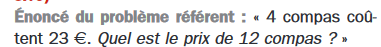 Énoncé du problème référent : « 4 compas coû-
tent 23 €. Quel est le prix de 12 compas ? »